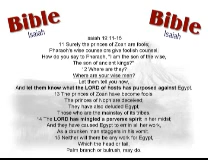 Bible
Isaiah
Bible
Isaiah
Isaiah 19:11-15
11 Surely the princes of Zoan are fools;
Pharaoh's wise counselors give foolish counsel.
How do you say to Pharaoh, "I am the son of the wise,
The son of ancient kings?"
12 Where are they?
Where are your wise men?
Let them tell you now,
And let them know what the LORD of hosts has purposed against Egypt.
13 The princes of Zoan have become fools;
The princes of Noph are deceived;
They have also deluded Egypt,
Those who are the mainstay of its tribes.
14 The LORD has mingled a perverse spirit in her midst;
And they have caused Egypt to err in all her work,
As a drunken man staggers in his vomit.
15 Neither will there be any work for Egypt,
Which the head or tail,
Palm branch or bulrush, may do.